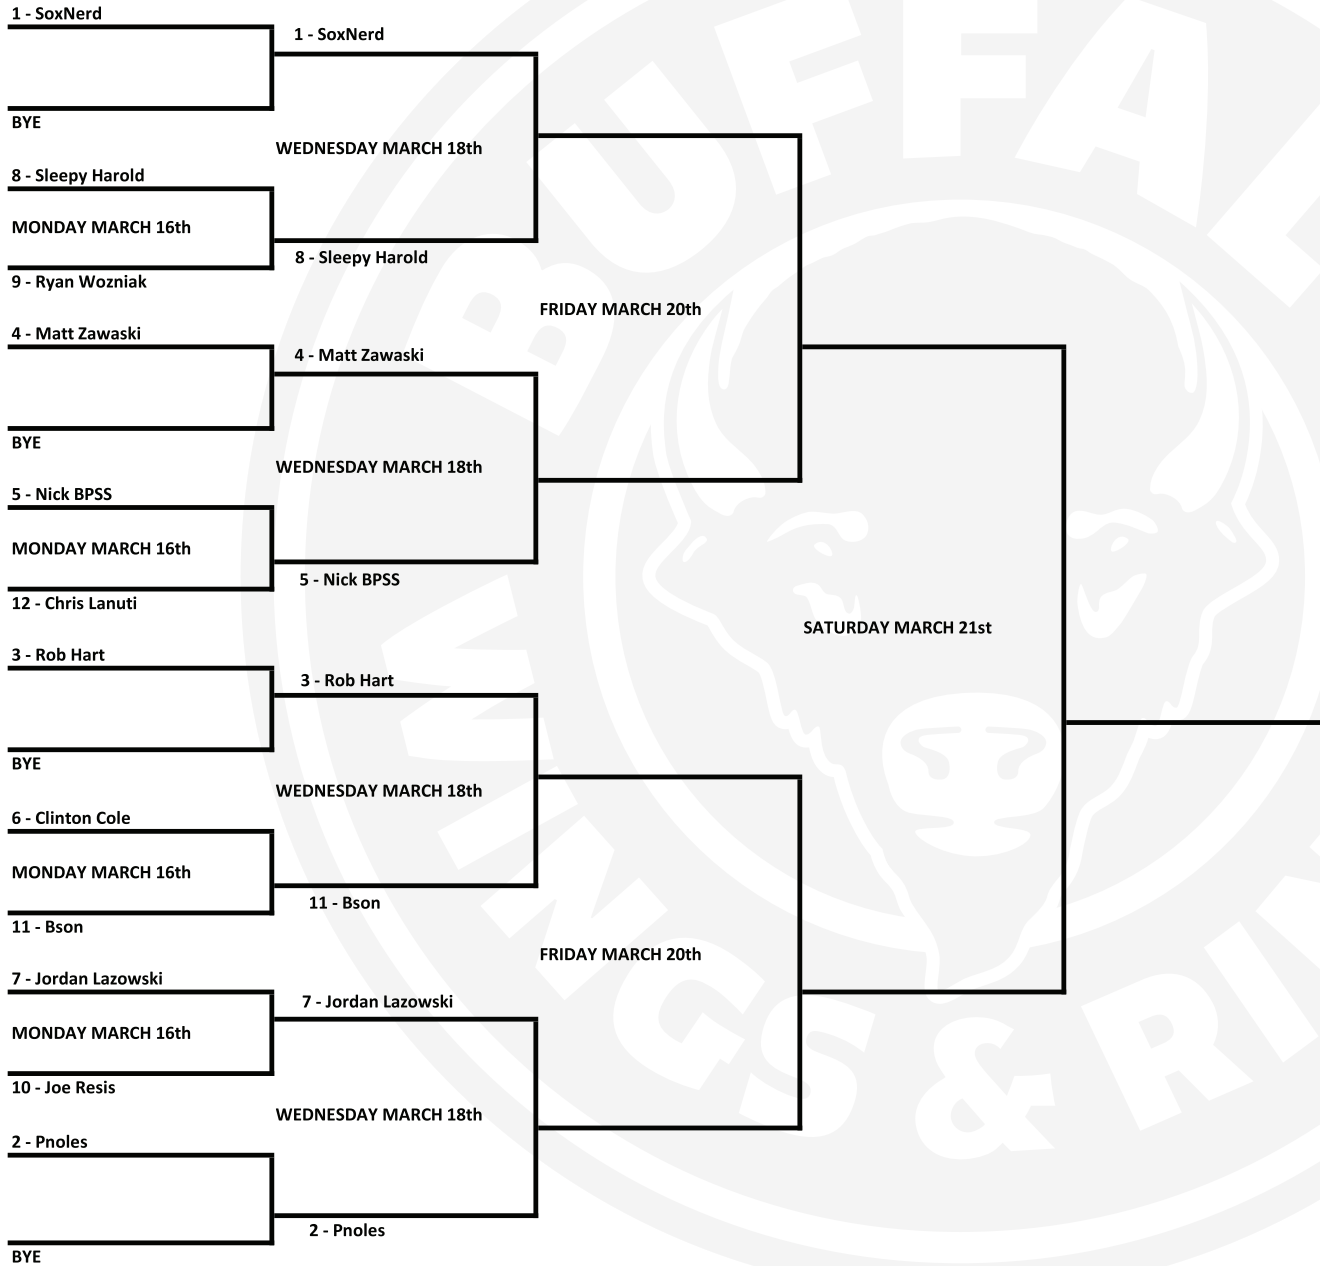 1 - SoxNerd
1 - SoxNerd
BYE
WEDNESDAY MARCH 18th
8 - Sleepy Harold
MONDAY MARCH 16th
8 - Sleepy Harold
9 - Ryan Wozniak
FRIDAY MARCH 20th
4 - Matt Zawaski
4 - Matt Zawaski
BYE
WEDNESDAY MARCH 18th
5 - Nick BPSS
MONDAY MARCH 16th
5 - Nick BPSS
12 - Chris Lanuti
SATURDAY MARCH 21st
3 - Rob Hart
3 - Rob Hart
BYE
WEDNESDAY MARCH 18th
6 - Clinton Cole
MONDAY MARCH 16th
11 - Bson
11 - Bson
FRIDAY MARCH 20th
7 - Jordan Lazowski
7 - Jordan Lazowski
MONDAY MARCH 16th
10 - Joe Resis
WEDNESDAY MARCH 18th
2 - Pnoles
2 - Pnoles
BYE
BUFFAL
WINGS & RI